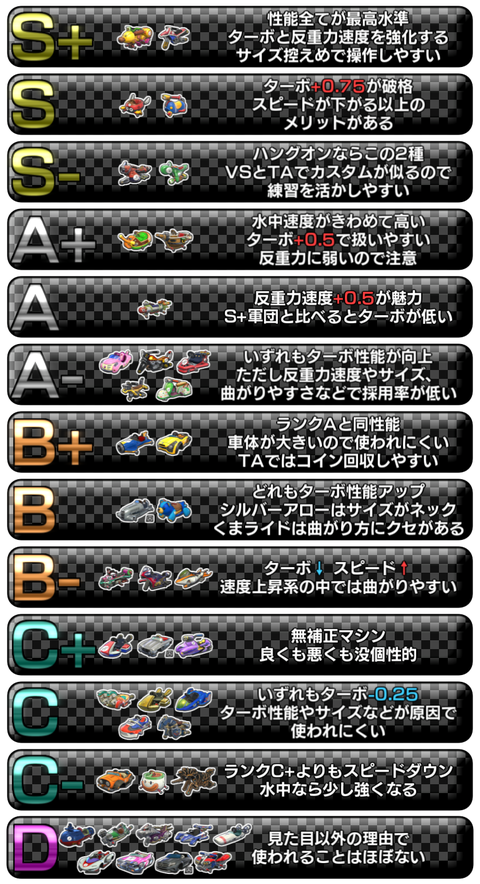 S+
性能全てが最高水準
ターボと反重力速度を強化する
サイズ控えめで操作しやすい
S
ターボ+0.75が破格
スピードが下がる以上の
メリットがある
S-
ハングオンならこの2種
VSとTAでカスタムが似るので
練習を活かしやすい
A+
水中速度がきわめて高い
ターボ+0.5で扱いやすい
反重力に弱いので注意
A
反重力速度+0.5が魅力
S+軍団と比べるとターボが低い
A-
いずれもターボ性能が向上
ただし反重力速度やサイズ、
曲がりやすさなどで採用率が低い
B+
ランクAと同性能
車体が大きいので使われにくい
TAではコイン回収しやすい
B
どれもターボ性能アップ
シルバーアローはサイズがネック
くまライドは曲がり方にクセがある
B-
ターボ↓ スピード↑
速度上昇系の中では曲がりやすい
C+
無補正マシン
良くも悪くも没個性的
C
いずれもターボ-0.25
ターボ性能やサイズなどが原因で
使われにくい
C-
ランクC+よりもスピードダウン
水中なら少し強くなる
D
見た目以外の理由で
使われることはほぼない